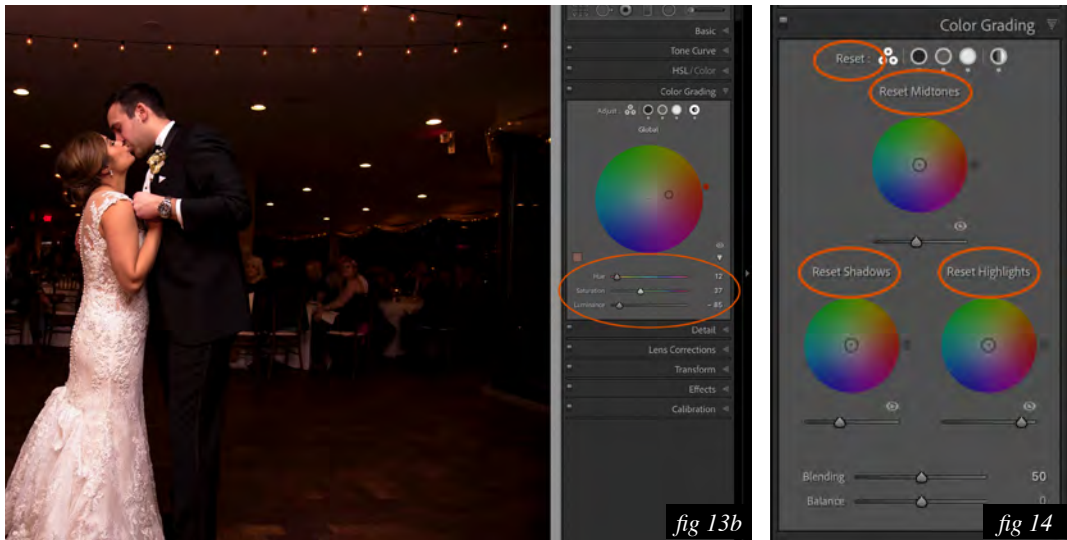 Basic
Tone Curve
HSL / Color
Color Grading
Adjust :
Global
Hue 12
Saturation 37
Luminance - 85
Detail
Lens Corrections
Transform
Effects
Calibration
fig 13b
Color Grading
Reset :
Reset Midtones
Reset Shadows Reset Highlights
Blending 50
Balance 0
fig 14